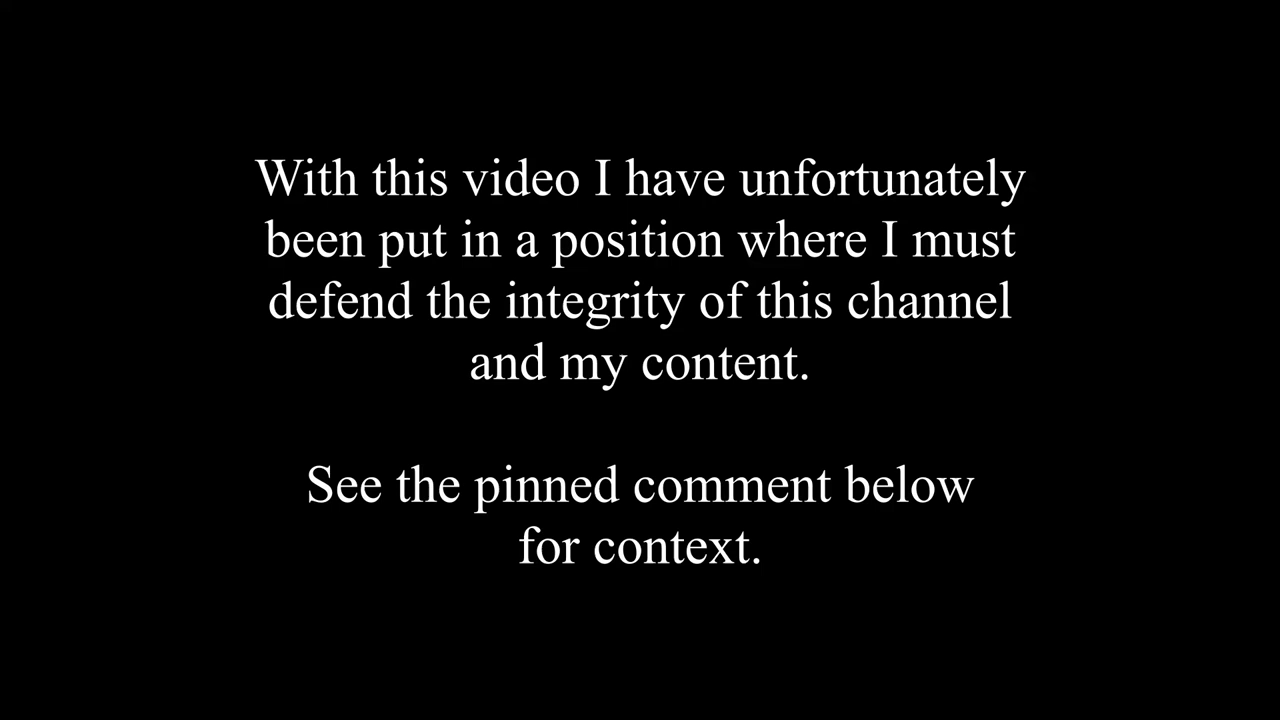 With this video I have unfortunately
been put in a position where I must
defend the integrity of this channel
and my content.
See the pinned comment below
for context.